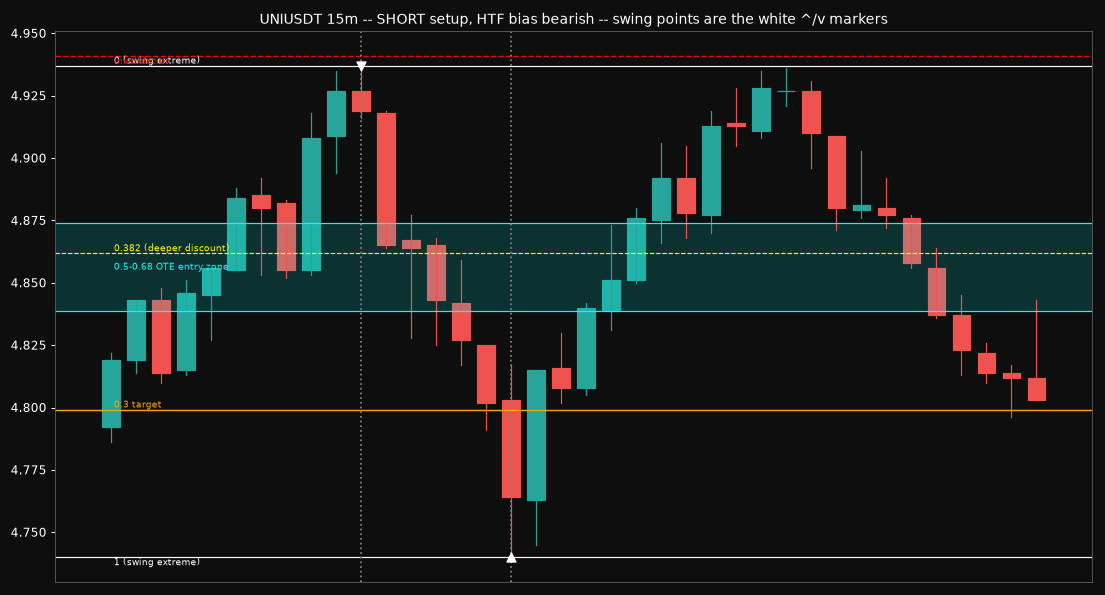 UNIUSDT 15m -- SHORT setup, HTF bias bearish -- swing points are the white ^/v markers
4.950
0 (swing extreme)
4.925
4.900
4.875
0.382 (deeper discount)
0.5-0.68 OTE entry zone
4.850
4.825
0.3 target
4.800
4.775
4.750
1 (swing extreme)